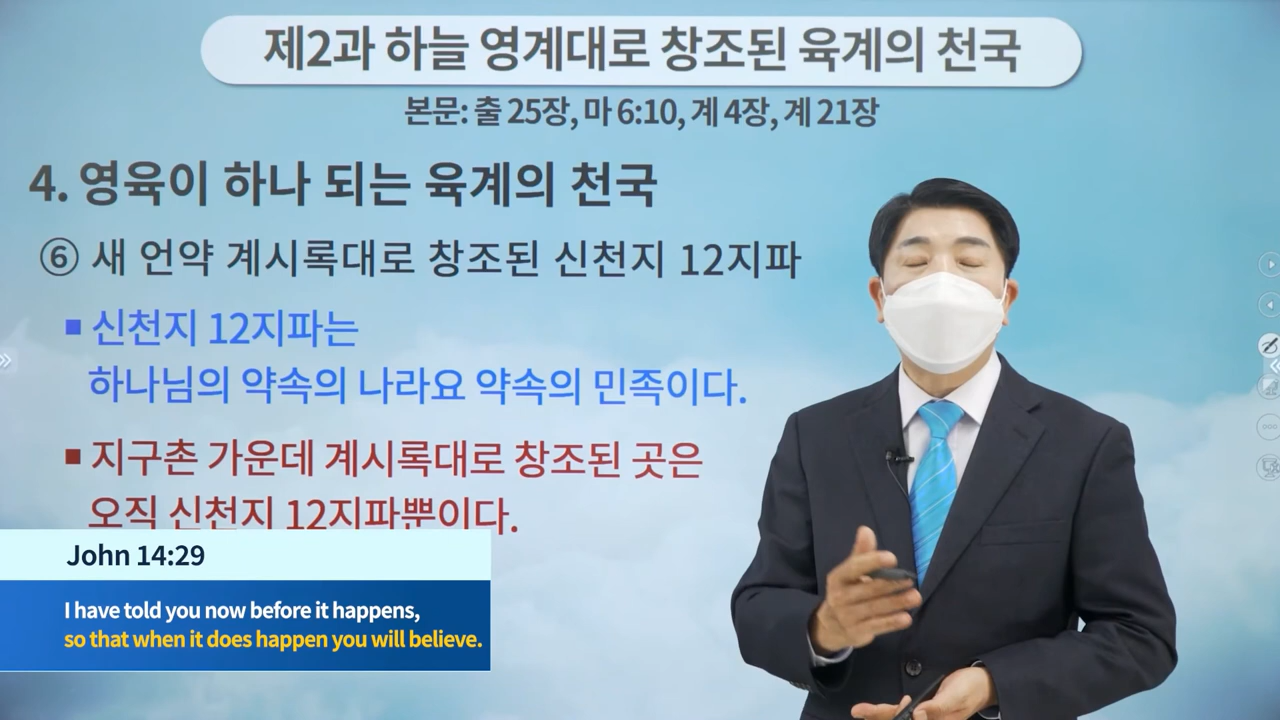 제2과 하늘 영계대로 창조된 육계의 천국
본문: 출 25장, 마 6:10, 계 4장, 계 21장
4. 영육이 하나 되는 육계의 천국
⑥ 새 언약 계시록대로 창조된 신천지 12지파
▪ 신천지 12지파는
하나님의 약속의 나라요 약속의 민족이다.
▪ 지구촌 가운데 계시록대로 창조된 곳은
오직 신천지 12지파뿐이다.
John 14:29
I have told you now before it happens,
so that when it does happen you will believe.